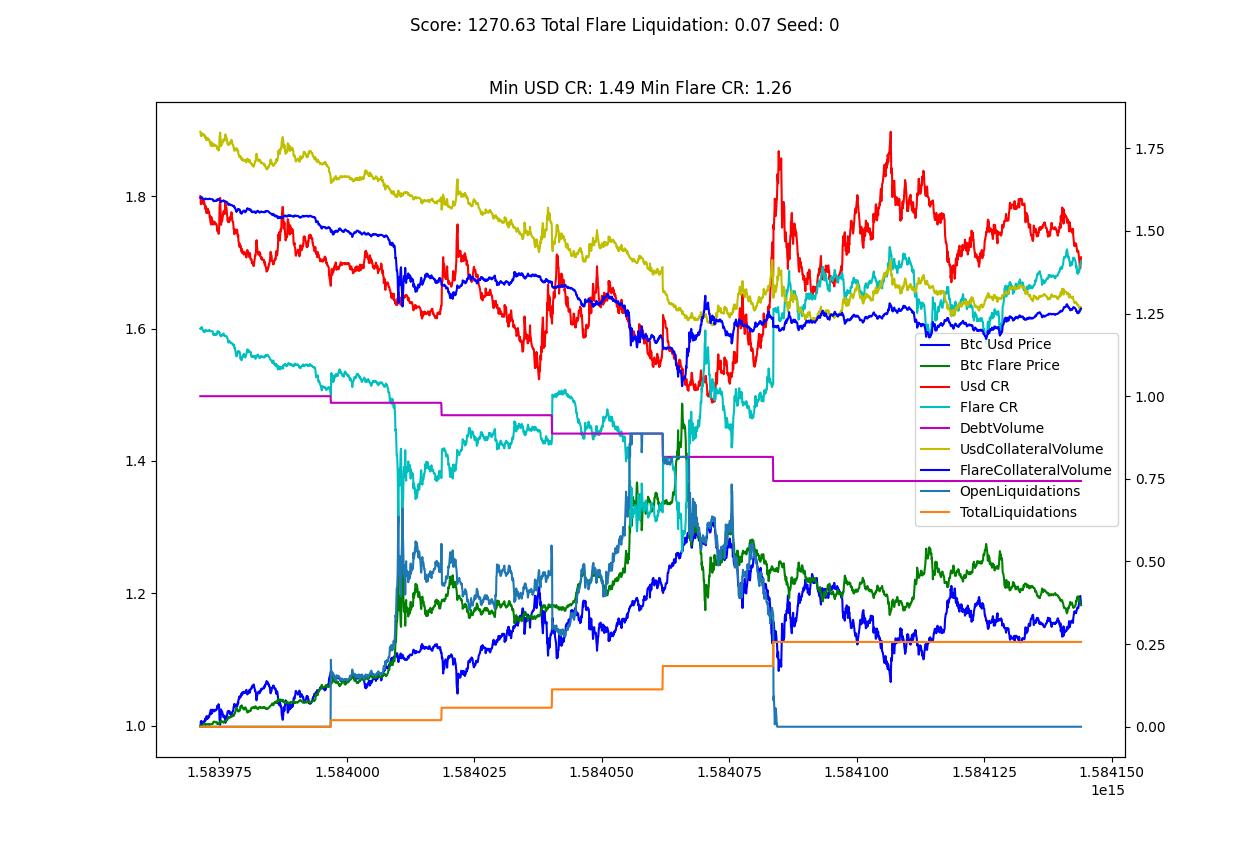 Score: 1270.63 Total Flare Liquidation: 0.07 Seed: 0
Min USD CR: 1.49 Min Flare CR: 1.26
1.8
1.6
1.4
1.2
1.0
1.75
1.50
1.25
1.00
0.75
0.50
0.25
0.00
Btc Usd Price
Btc Flare Price
Usd CR
Flare CR
DebtVolume
UsdCollateralVolume
FlareCollateralVolume
OpenLiquidations
TotalLiquidations
1.583975 1.584000 1.584025 1.584050 1.584075 1.584100 1.584125 1.584150
1e15